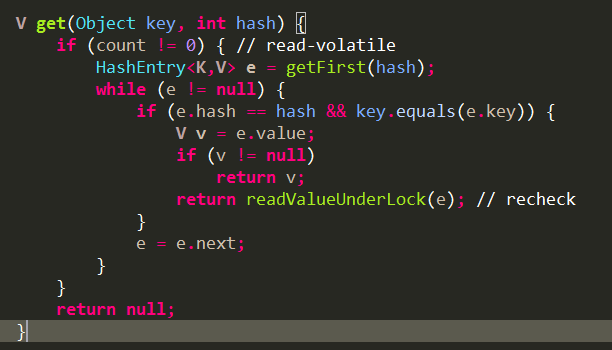 V get(Object key, int hash) {
    if (count != 0) { // read-volatile
        HashEntry<K,V> e = getFirst(hash);
        while (e != null) {
            if (e.hash == hash && key.equals(e.key)) {
                V v = e.value;
                if (v != null)
                    return v;
                return readValueUnderLock(e); // recheck
            }
            e = e.next;
        }
    }
    return null;
}